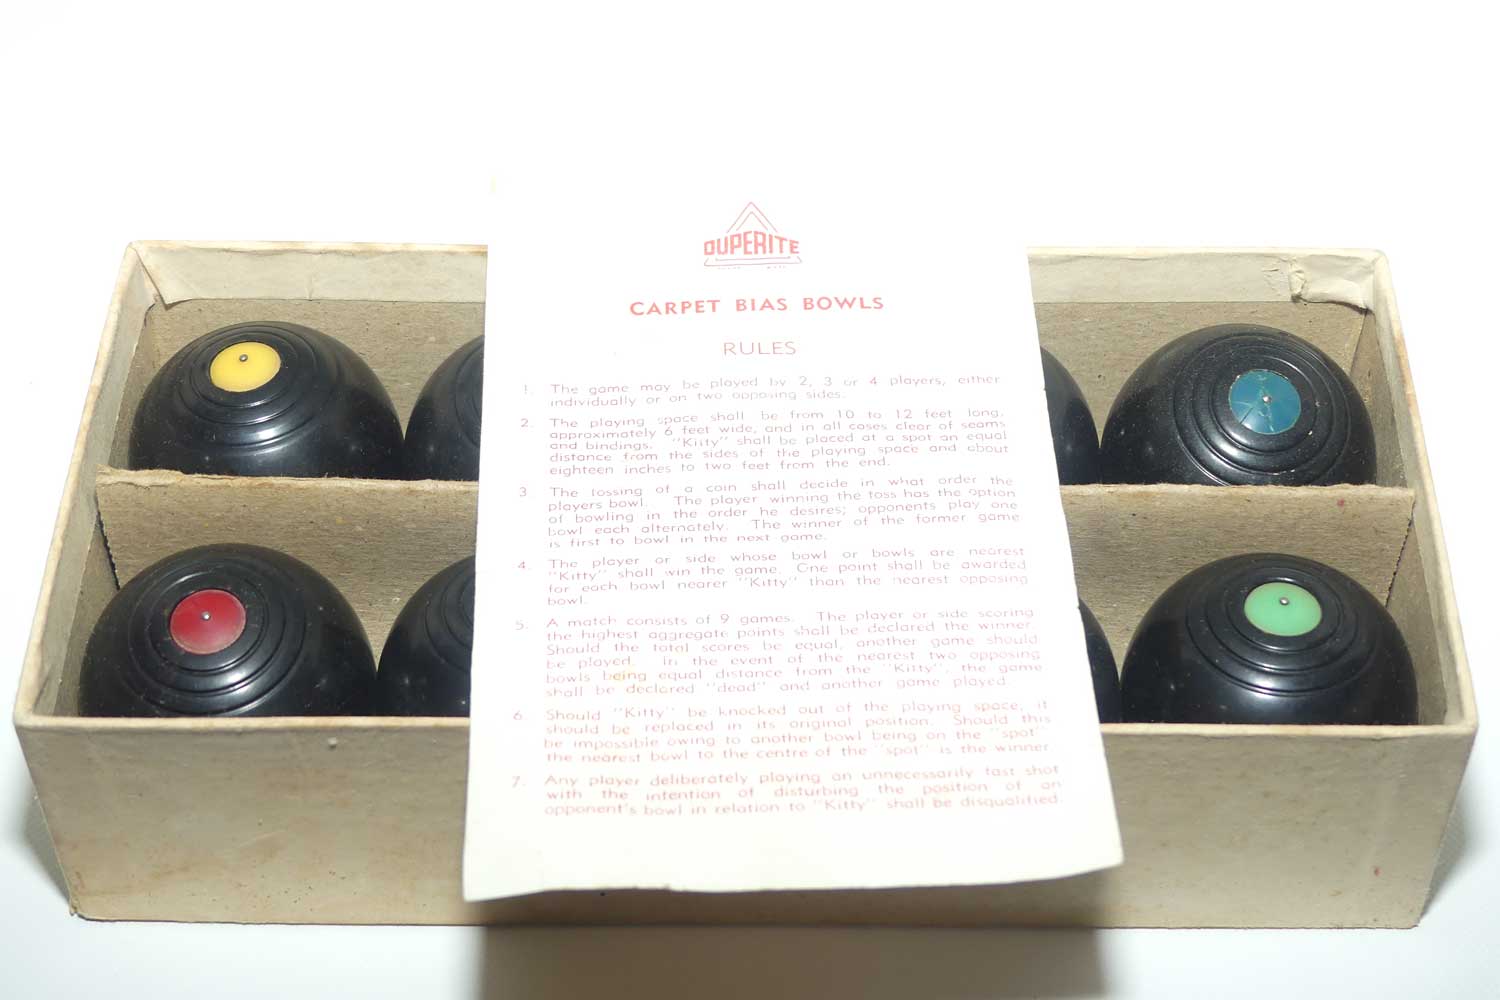 DUPERITE
CARPET BIAS BOWLS
RULES
1. The game may be played by 2, 3 or 4 players, either
individually or on two opposing sides.
2. The playing space shall be from 10 to 12 feet long,
approximately 6 feet wide, and in all cases clear of seams
and bindings. "Kitty" shall be placed at a spot an equal
distance from the sides of the playing space and about
eighteen inches to two feet from the end.
3. The tossing of a coin shall decide in what order the
players bowl. The player winning the toss has the option
of bowling in the order he desires; opponents play one
bowl each alternately. The winner of the former game
is first to bowl in the next game.
4. The player or side whose bowl or bowls are nearest
"Kitty" shall win the game. One point shall be awarded
for each bowl nearer "Kitty" than the nearest opposing
bowl.
5. A match consists of 9 games. The player or side scoring
the highest aggregate points shall be declared the winner.
Should the total scores be equal, another game should
be played. In the event of the nearest two opposing
bowls being equal distance from the "Kitty", the game
shall be declared "dead" and another game played.
6. Should "Kitty" be knocked out of the playing space, it
should be replaced in its original position. Should this
be impossible owing to another bowl being on the "spot"
the nearest bowl to the centre of the "spot" is the winner
7. Any player deliberately playing an unnecessarily fast shot
with the intention of disturbing the position of an
opponent's bowl in relation to "Kitty" shall be disqualified.